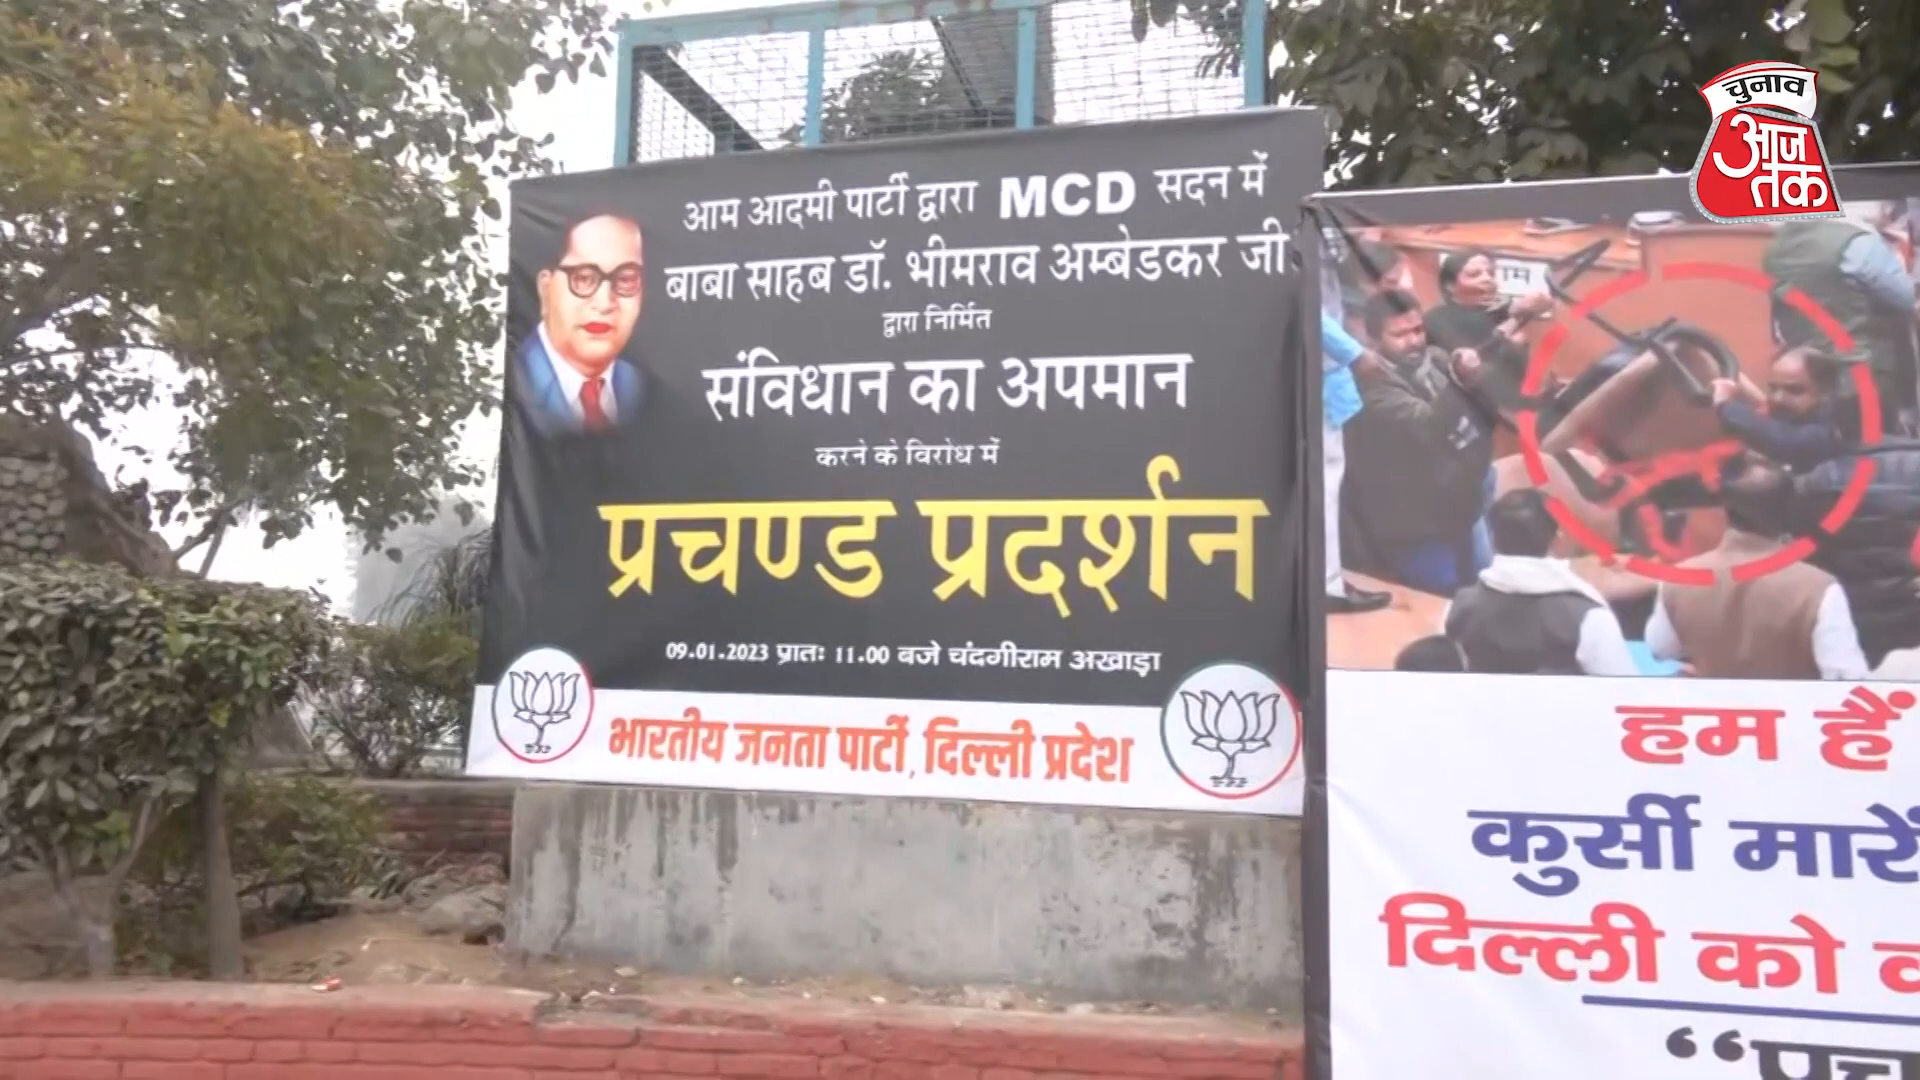 आम आदमी पार्टी द्वारा MCD सदन में
बाबा साहब डॉ. भीमराव अम्बेडकर जी
द्वारा निर्मित
संविधान का अपमान
करने के विरोध में
प्रचण्ड प्रदर्शन
09.01.2023 प्रातः 11.00 बजे चंदगीराम अखाड़ा
भारतीय जनता पार्टी, दिल्ली प्रदेश
चुनाव
आज
तक
हम हैं
कुर्सी मारें
दिल्ली को